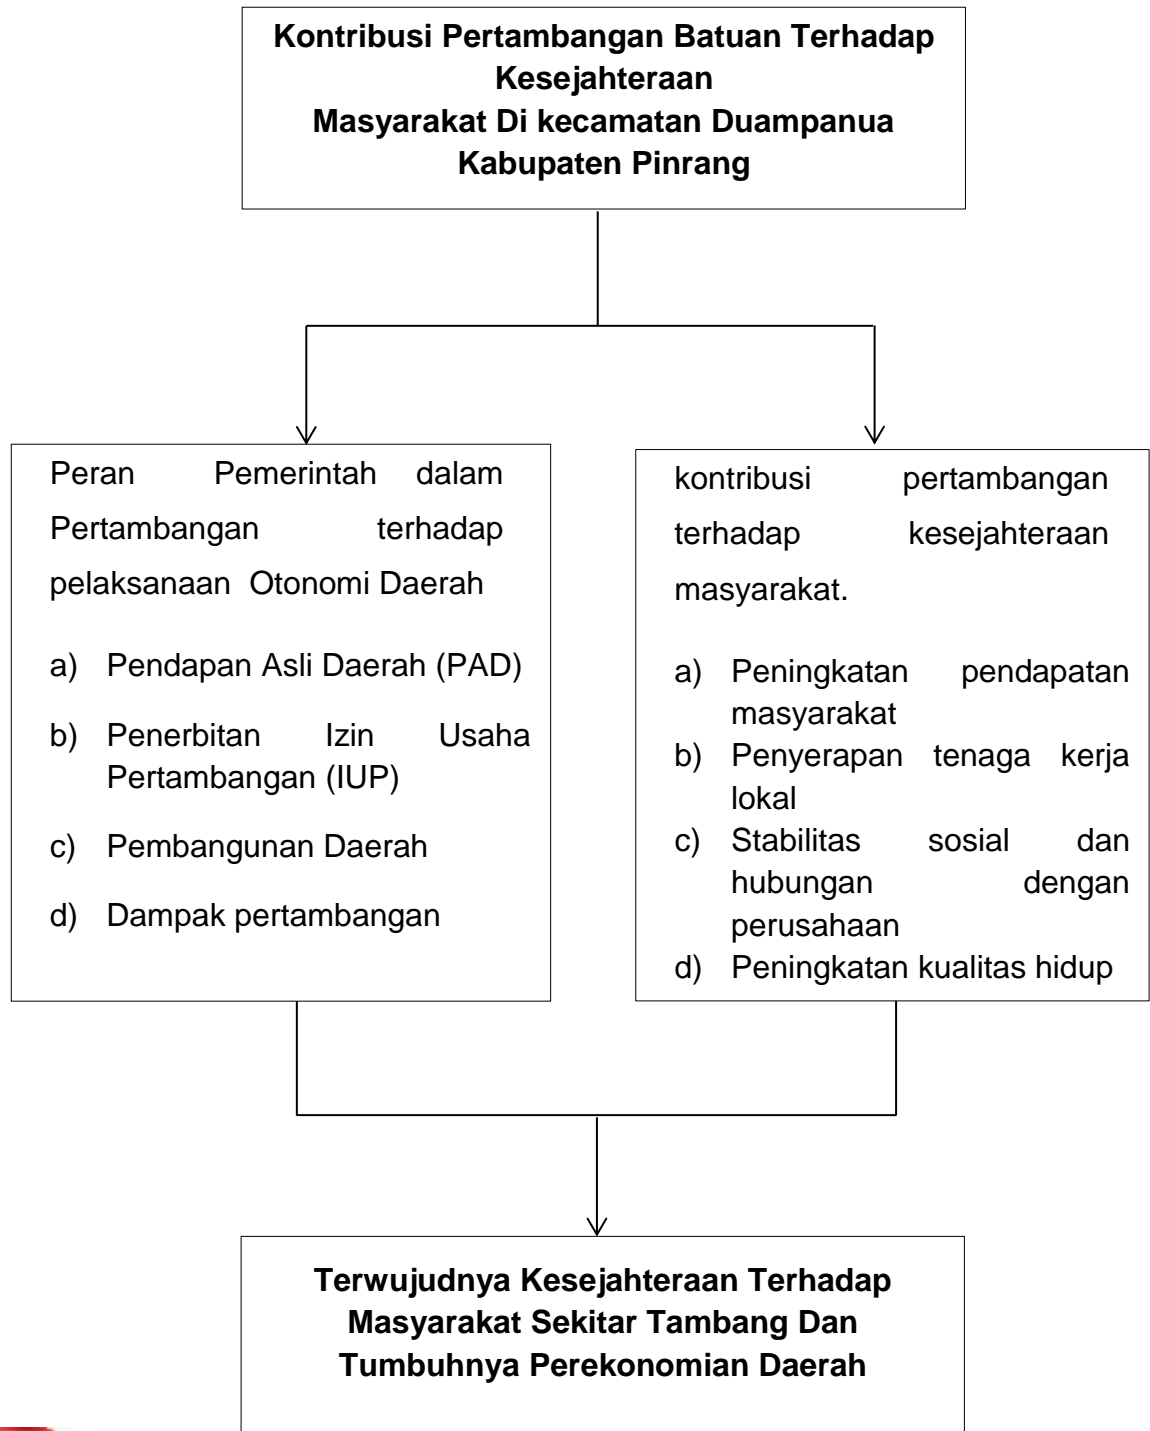 Kontribusi Pertambangan Batuan Terhadap
Kesejahteraan
Masyarakat Di kecamatan Duampanua
Kabupaten Pinrang
Peran Pemerintah dalam
Pertambangan terhadap
pelaksanaan Otonomi Daerah
a) Pendapan Asli Daerah (PAD)
b) Penerbitan Izin Usaha
Pertambangan (IUP)
c) Pembangunan Daerah
d) Dampak pertambangan
kontribusi pertambangan
terhadap kesejahteraan
masyarakat.
a) Peningkatan pendapatan
masyarakat
b) Penyerapan tenaga kerja
lokal
c) Stabilitas sosial dan
hubungan dengan
perusahaan
d) Peningkatan kualitas hidup
Terwujudnya Kesejahteraan Terhadap
Masyarakat Sekitar Tambang Dan
Tumbuhnya Perekonomian Daerah